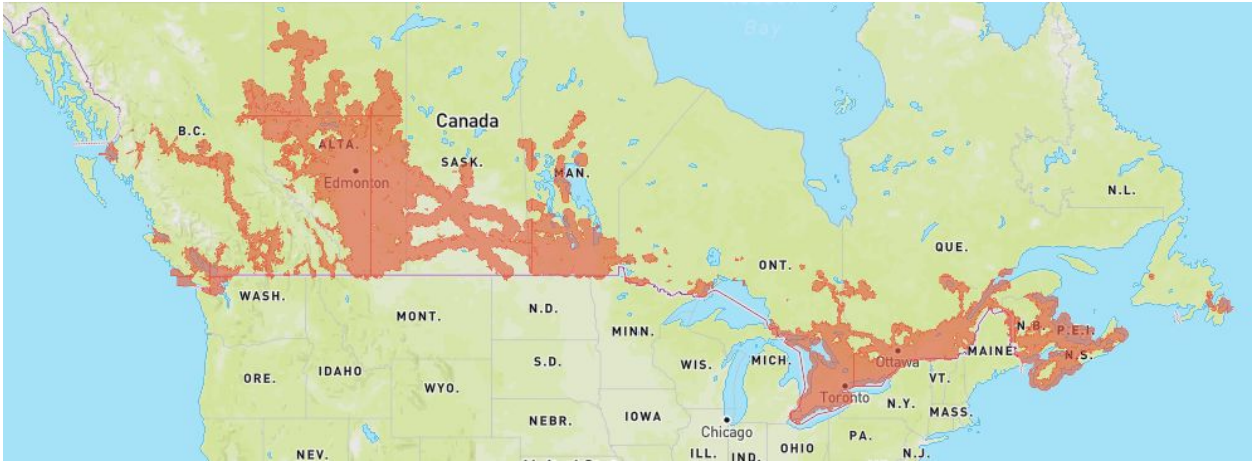 Bay
B.C.
Canada
ALTA.
SASK.
Edmonton
MAN.
N.L.
QUE.
ONT.
WASH.
MONT.
N.D.
MINN.
N.B.
P.E.I.
N.S.
MAINE
Ottawa
ORE.
IDAHO
S.D.
WIS.
MICH.
VT.
WYO.
Toronto
N.Y.
MASS.
NEBR.
IOWA
Chicago
PA.
NEV.
ILL.
IND.
OHIO
N.J.